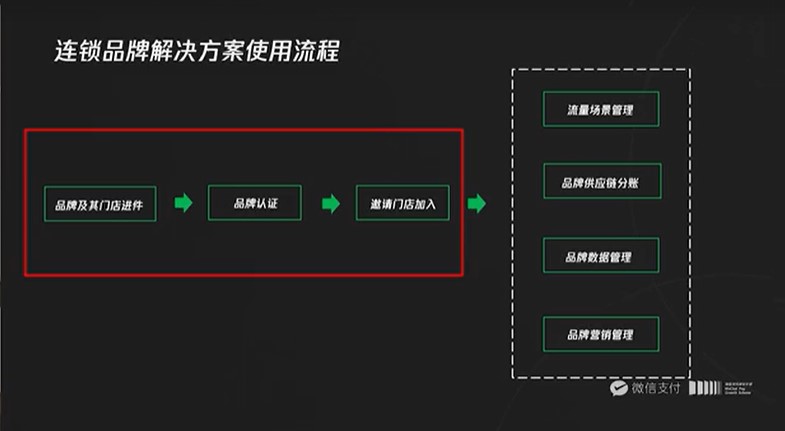 连锁品牌解决方案使用流程
品牌及其门店进件
品牌认证
邀请门店加入
流量场景管理
品牌供应链分账
品牌数据管理
品牌营销管理
微信支付